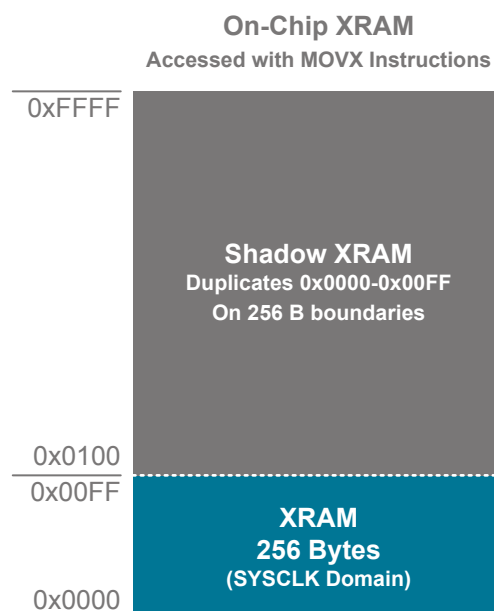 On-Chip XRAM
Accessed with MOVX Instructions
0xFFFF
Shadow XRAM
Duplicates 0x0000-0x00FF
On 256 B boundaries
0x0100
0x00FF
XRAM
256 Bytes
(SYSCLK Domain)
0x0000